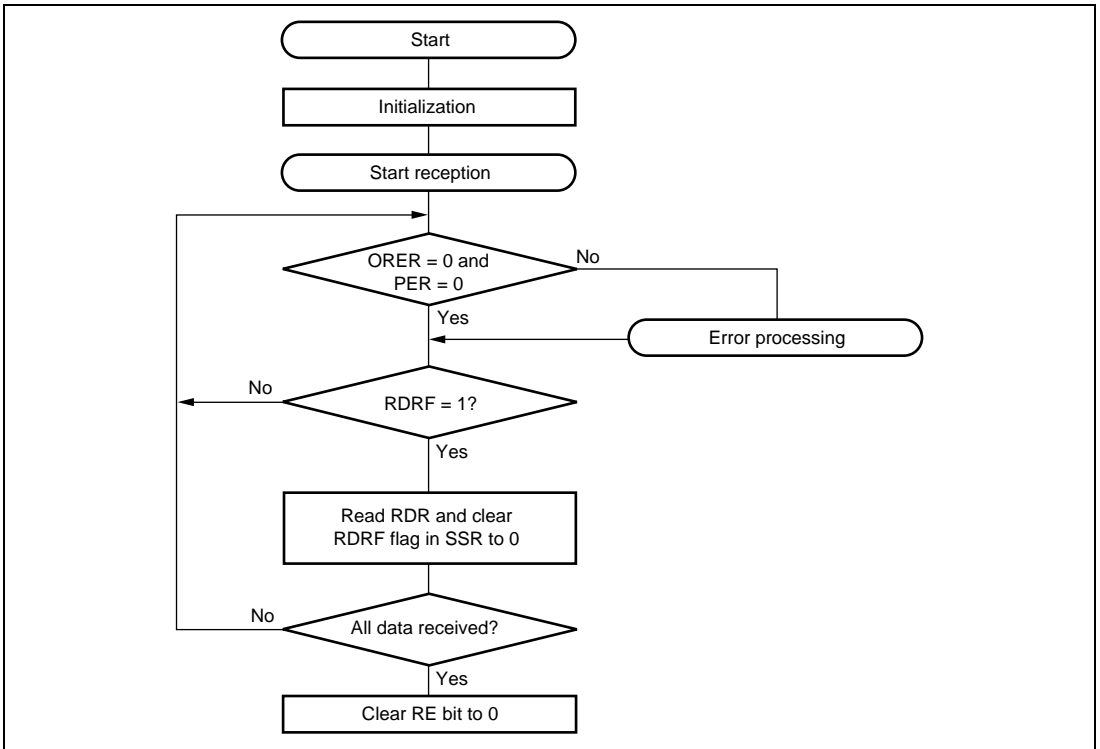 Start
Initialization
Start reception
ORER = 0 and
PER = 0
No
Yes
Error processing
No
RDRF = 1?
Yes
Read RDR and clear
RDRF flag in SSR to 0
No
All data received?
Yes
Clear RE bit to 0